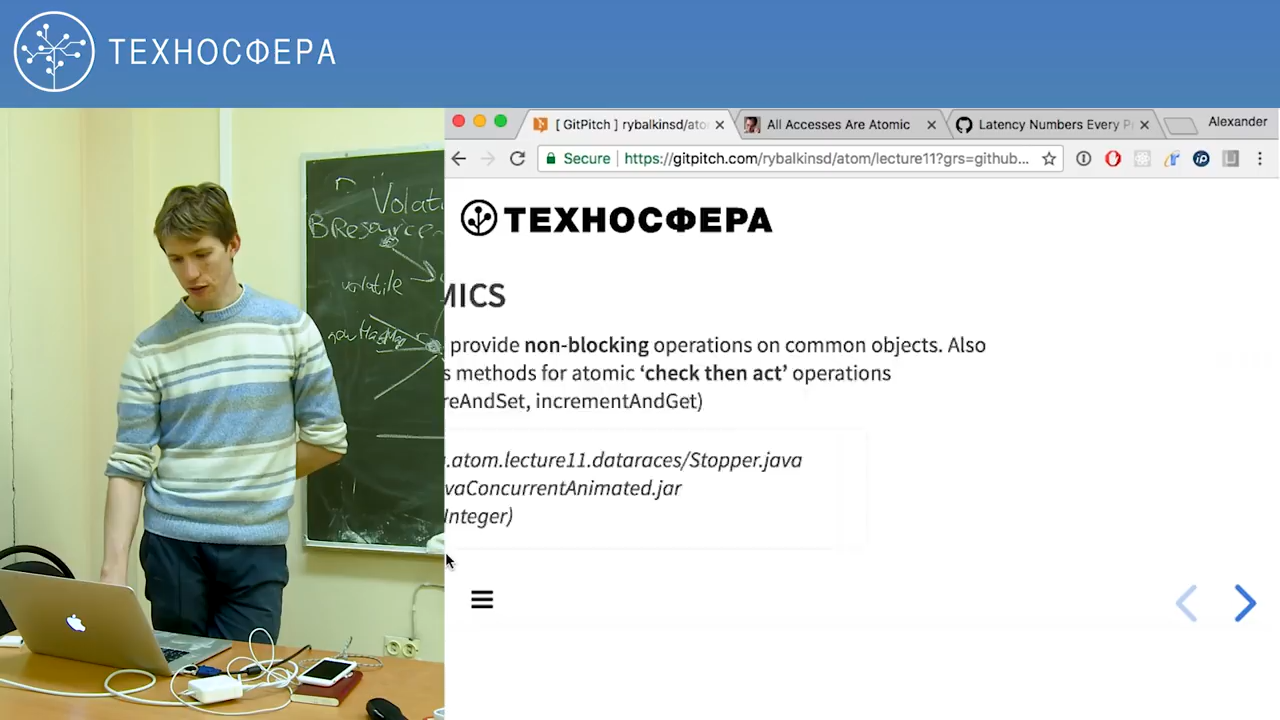 ТЕХНОСФЕРА
[ GitPitch ] rybalkinsd/ato
All Accesses Are Atomic
Latency Numbers Every P
Alexander
Secure
https://gitpitch.com/rybalkinsd/atom/lecture11?grs=github...
ТЕХНОСФЕРА
MICS
provide non-blocking operations on common objects. Also
s methods for atomic ‘check then act’ operations
reAndSet, incrementAndGet)
.atom.lecture11.dataraces/Stopper.java
vaConcurrentAnimated.jar
Integer)
Volat
BResource
volatile